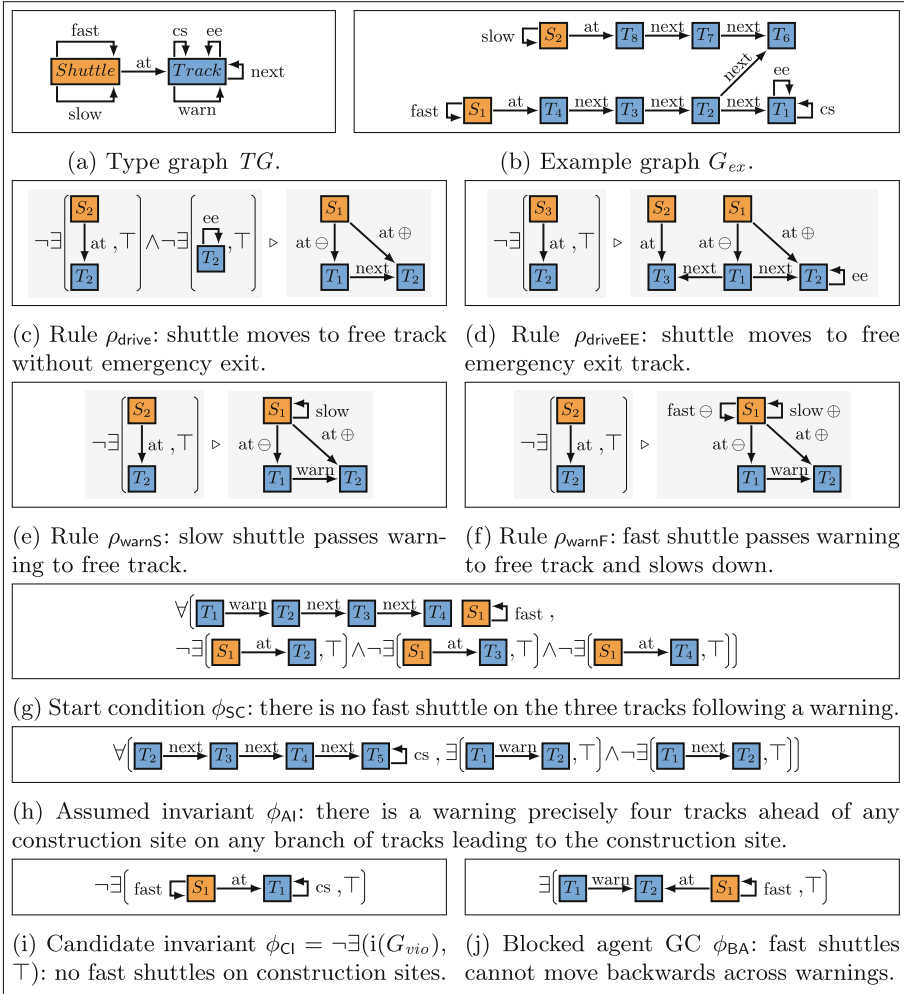 fast
cs ee
Shuttle at Track next
slow
warn
(a) Type graph TG.
slow S₂ at T₈ next T₇ next T₆
next
ee
fast S₁ at T₄ next T₃ next T₂ next T₁ cs
(b) Example graph G_ex.
¬∃( S₂ at T₂ , ⊤ ) ∧ ¬∃( ee T₂ , ⊤ ) ▷ S₁ at ⊖ at ⊕ T₁ next T₂
(c) Rule ρ_drive: shuttle moves to free track
without emergency exit.
¬∃( S₃ at T₂ , ⊤ ) ▷ S₂ S₁ at at ⊖ at ⊕ T₃ next T₁ next T₂ ee
(d) Rule ρ_driveEE: shuttle moves to free
emergency exit track.
¬∃( S₂ at T₂ , ⊤ ) ▷ S₁ slow at ⊖ at ⊕ T₁ warn T₂
(e) Rule ρ_warnS: slow shuttle passes warn-
ing to free track.
¬∃( S₂ at T₂ , ⊤ ) ▷ fast ⊖ S₁ slow ⊕ at ⊖ at ⊕ T₁ warn T₂
(f) Rule ρ_warnF: fast shuttle passes warning
to free track and slows down.
∀( T₁ warn T₂ next T₃ next T₄ S₁ fast ,
¬∃( S₁ at T₂ , ⊤ ) ∧ ¬∃( S₁ at T₃ , ⊤ ) ∧ ¬∃( S₁ at T₄ , ⊤ ))
(g) Start condition ϕ_SC: there is no fast shuttle on the three tracks following a warning.
∀( T₂ next T₃ next T₄ next T₅ cs , ∃( T₁ warn T₂ , ⊤ ) ∧ ¬∃( T₁ next T₂ , ⊤ ))
(h) Assumed invariant ϕ_AI: there is a warning precisely four tracks ahead of any
construction site on any branch of tracks leading to the construction site.
¬∃( fast S₁ at T₁ cs , ⊤ )
(i) Candidate invariant ϕ_CI = ¬∃(i(G_vio),
⊤): no fast shuttles on construction sites.
∃( T₁ warn T₂ at S₁ fast , ⊤ )
(j) Blocked agent GC ϕ_BA: fast shuttles
cannot move backwards across warnings.